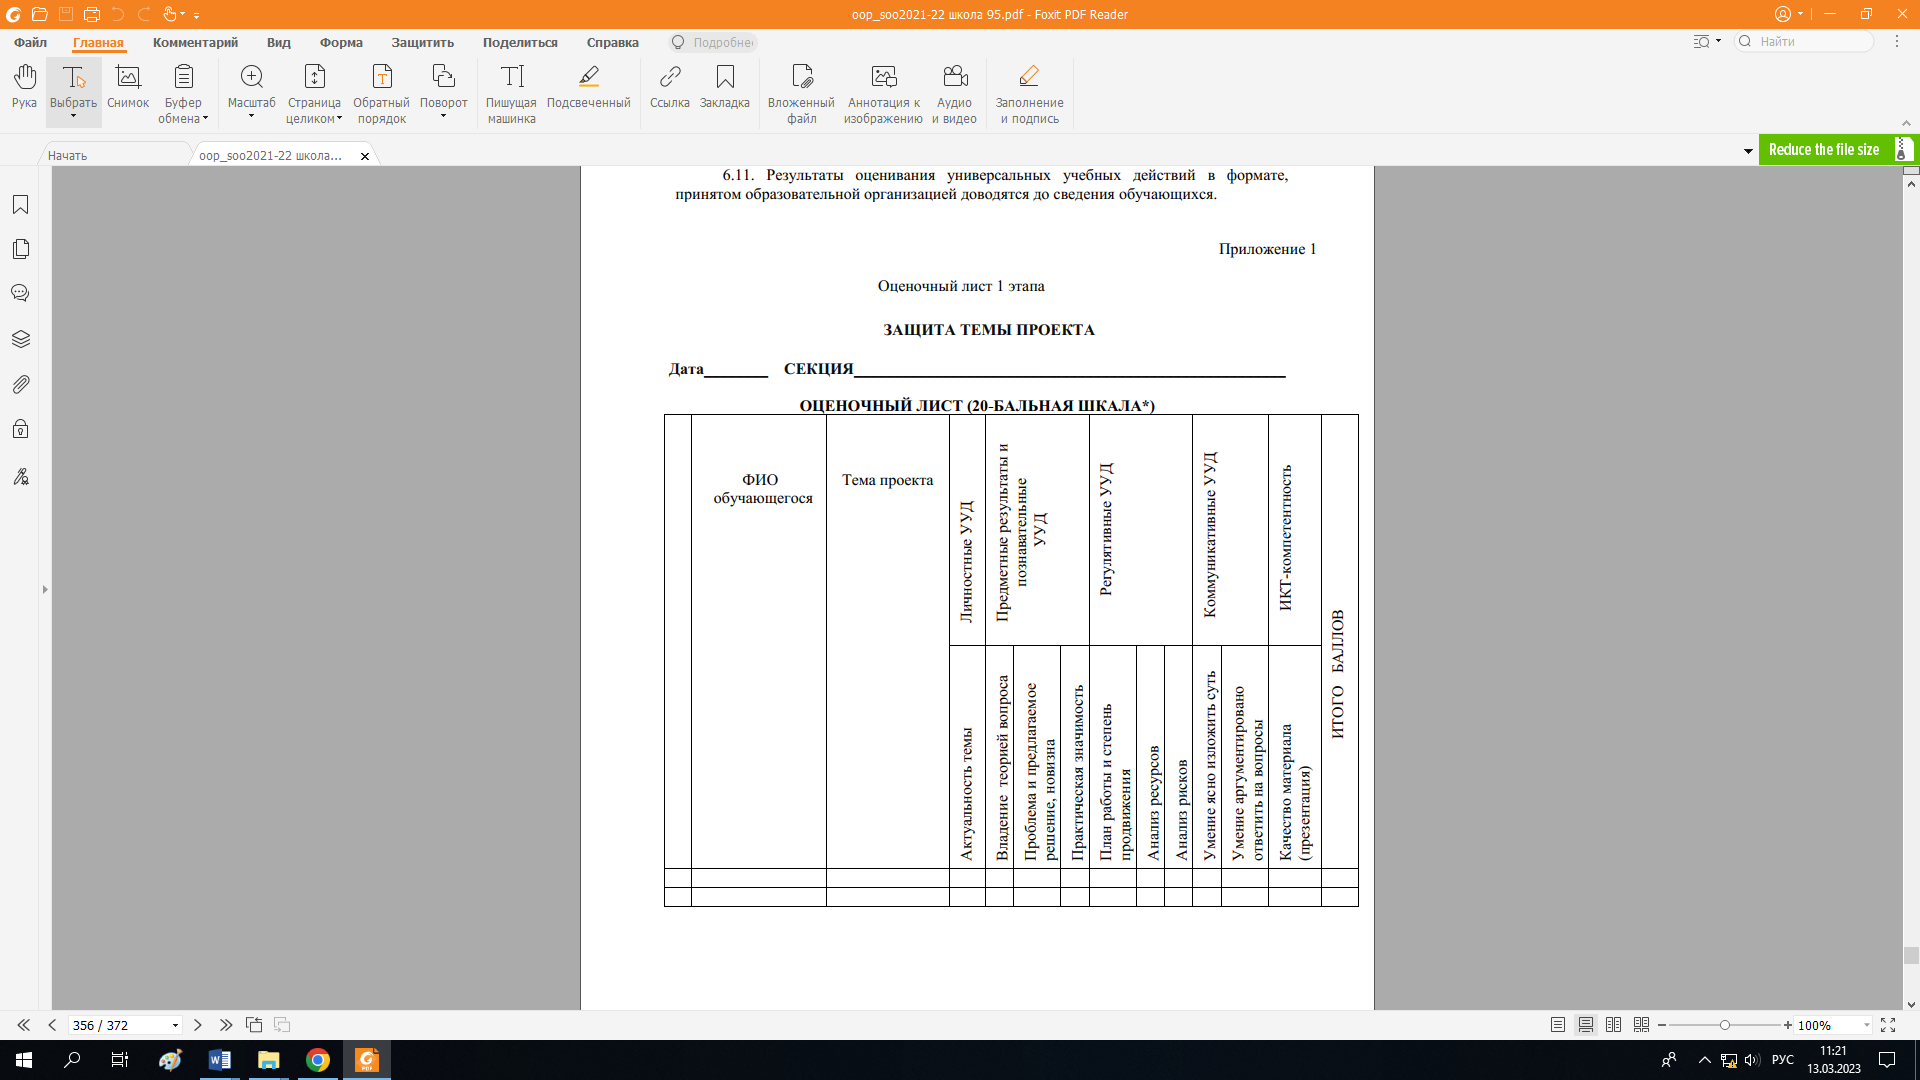 oop_soo2021-22 школа 95.pdf - Foxit PDF Reader
Файл Главная Комментарий Вид Форма Защитить Поделиться Справка Подробне Найти
Рука Выбрать Снимок Буфер обмена Масштаб Страница целиком Обратный порядок Поворот Пишущая машинка Подсвеченный Ссылка Закладка Вложенный файл Аннотация к изображению Аудио и видео Заполнение и подпись
Начать oop_soo2021-22 школа... Reduce the file size
6.11. Результаты оценивания универсальных учебных действий в формате,
принятом образовательной организацией доводятся до сведения обучающихся.
Приложение 1
Оценочный лист 1 этапа
ЗАЩИТА ТЕМЫ ПРОЕКТА
Дата________ СЕКЦИЯ______________________________________________________
ОЦЕНОЧНЫЙ ЛИСТ (20-БАЛЬНАЯ ШКАЛА*)
ФИО
обучающегося
Тема проекта
Личностные УУД
Предметные результаты и
познавательные
УУД
Регулятивные УУД
Коммуникативные УУД
ИКТ-компетентность
ИТОГО БАЛЛОВ
Актуальность темы
Владение теорией вопроса
Проблема и предлагаемое
решение, новизна
Практическая значимость
План работы и степень
продвижения
Анализ ресурсов
Анализ рисков
Умение ясно изложить суть
Умение аргументировано
ответить на вопросы
Качество материала
(презентация)
356 / 372
100%
РУС
11:21
13.03.2023